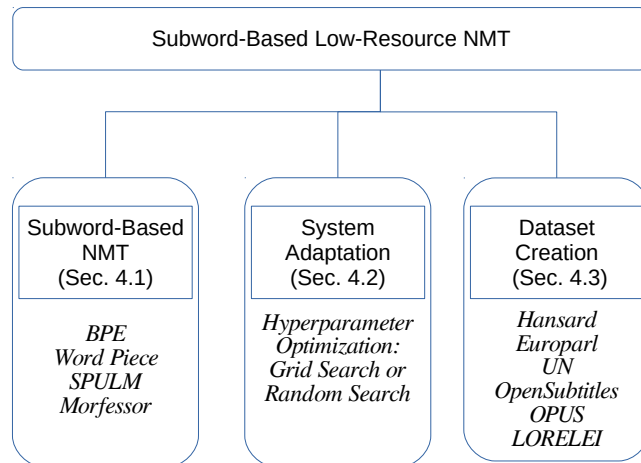 Subword-Based Low-Resource NMT
Subword-Based
NMT
(Sec. 4.1)
BPE
Word Piece
SPULM
Morfessor
System
Adaptation
(Sec. 4.2)
Hyperparameter
Optimization:
Grid Search or
Random Search
Dataset
Creation
(Sec. 4.3)
Hansard
Europarl
UN
OpenSubtitles
OPUS
LORELEI